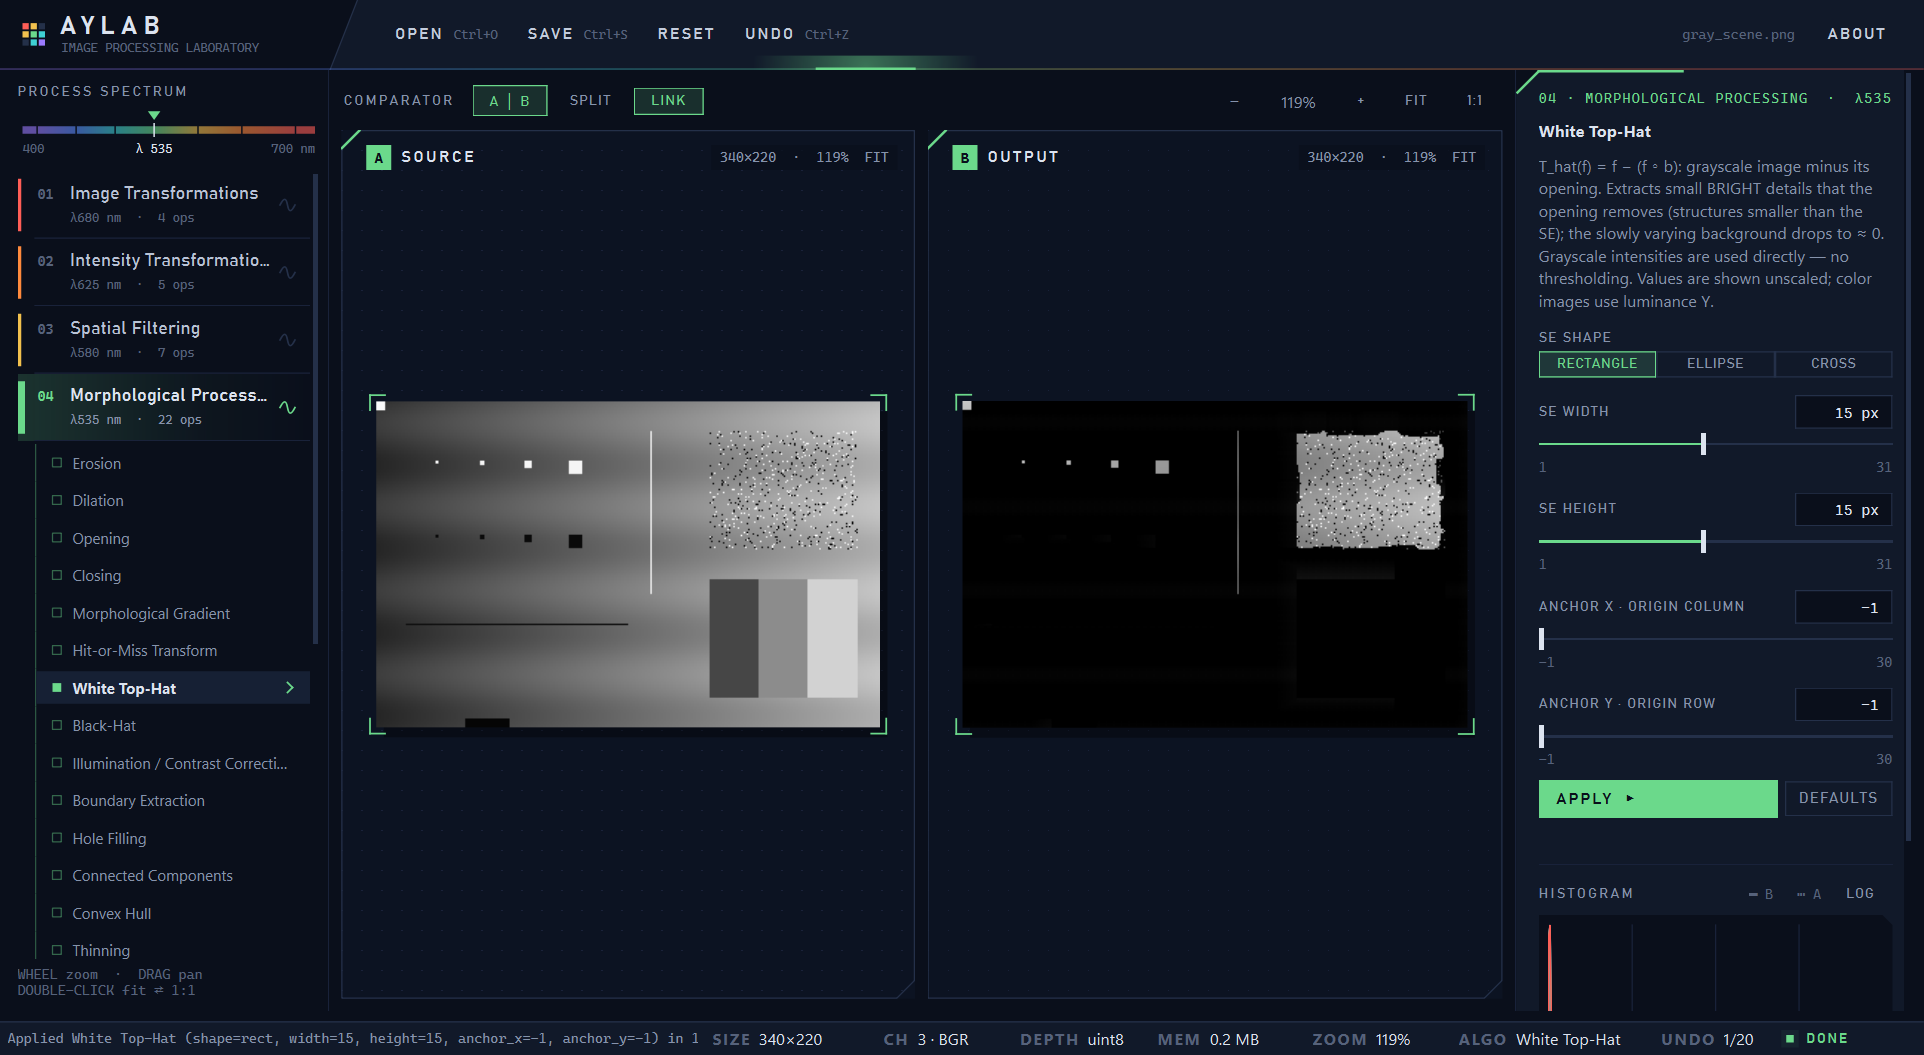 AYLAB
IMAGE PROCESSING LABORATORY
OPEN Ctrl+O SAVE Ctrl+S RESET UNDO Ctrl+Z
gray_scene.png ABOUT
PROCESS SPECTRUM
400 λ 535 700 nm
01 Image Transformations
λ680 nm · 4 ops
02 Intensity Transformatio...
λ625 nm · 5 ops
03 Spatial Filtering
λ580 nm · 7 ops
04 Morphological Process...
λ535 nm · 22 ops
Erosion
Dilation
Opening
Closing
Morphological Gradient
Hit-or-Miss Transform
White Top-Hat
Black-Hat
Illumination / Contrast Correcti...
Boundary Extraction
Hole Filling
Connected Components
Convex Hull
Thinning
WHEEL zoom · DRAG pan
DOUBLE-CLICK fit ⇄ 1:1
COMPARATOR A | B SPLIT LINK
− 119% + FIT 1:1
A SOURCE 340×220 · 119% FIT
B OUTPUT 340×220 · 119% FIT
04 · MORPHOLOGICAL PROCESSING · λ535
White Top-Hat
T_hat(f) = f − (f ∘ b): grayscale image minus its
opening. Extracts small BRIGHT details that the
opening removes (structures smaller than the
SE); the slowly varying background drops to ≈ 0.
Grayscale intensities are used directly — no
thresholding. Values are shown unscaled; color
images use luminance Y.
SE SHAPE
RECTANGLE ELLIPSE CROSS
SE WIDTH 15 px
1 31
SE HEIGHT 15 px
1 31
ANCHOR X · ORIGIN COLUMN −1
−1 30
ANCHOR Y · ORIGIN ROW −1
−1 30
APPLY ▸ DEFAULTS
HISTOGRAM B A LOG
Applied White Top-Hat (shape=rect, width=15, height=15, anchor_x=-1, anchor_y=-1) in 1
SIZE 340×220 CH 3 · BGR DEPTH uint8 MEM 0.2 MB ZOOM 119% ALGO White Top-Hat UNDO 1/20 DONE